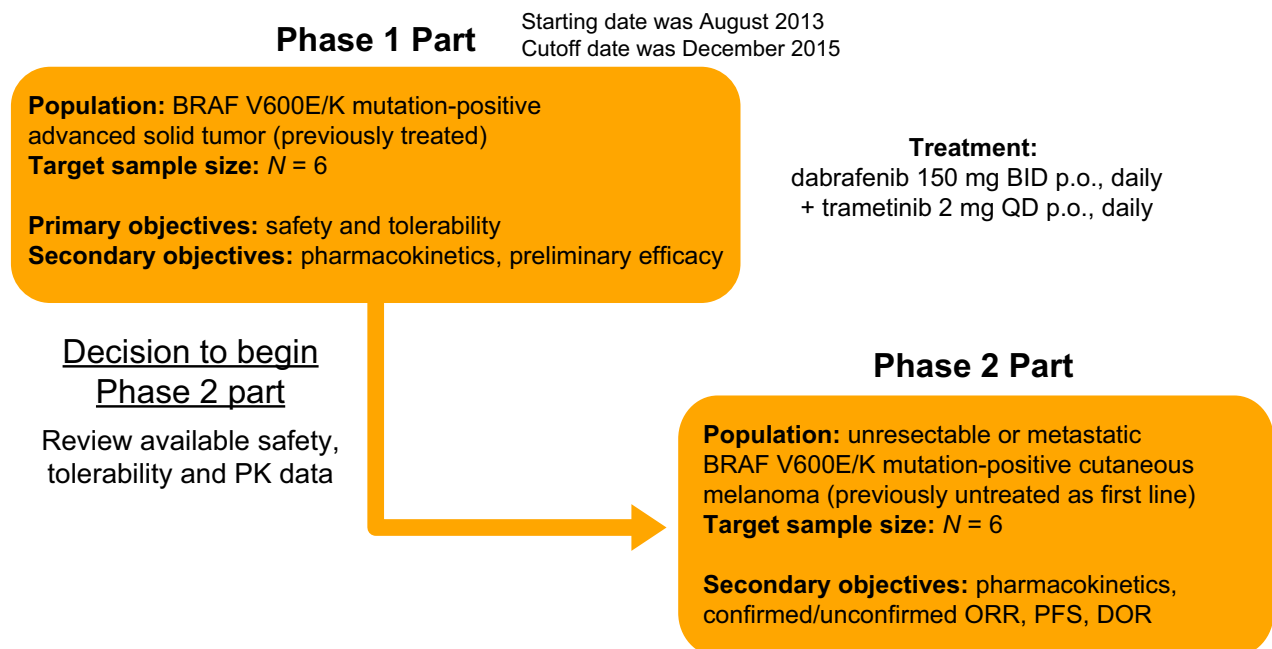 Phase 1 Part
Starting date was August 2013
Cutoff date was December 2015
Population: BRAF V600E/K mutation-positive
advanced solid tumor (previously treated)
Target sample size: N = 6
Primary objectives: safety and tolerability
Secondary objectives: pharmacokinetics, preliminary efficacy
Treatment:
dabrafenib 150 mg BID p.o., daily
+ trametinib 2 mg QD p.o., daily
Decision to begin
Phase 2 part
Review available safety,
tolerability and PK data
Phase 2 Part
Population: unresectable or metastatic
BRAF V600E/K mutation-positive cutaneous
melanoma (previously untreated as first line)
Target sample size: N = 6
Secondary objectives: pharmacokinetics,
confirmed/unconfirmed ORR, PFS, DOR